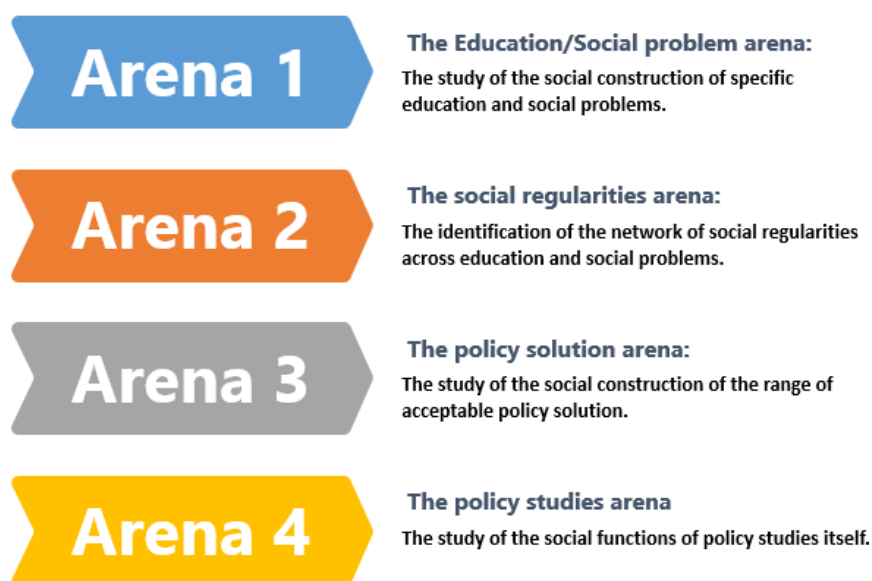 Arena 1
The Education/Social problem arena:
The study of the social construction of specific
education and social problems.
Arena 2
The social regularities arena:
The identification of the network of social regularities
across education and social problems.
Arena 3
The policy solution arena:
The study of the social construction of the range of
acceptable policy solution.
Arena 4
The policy studies arena
The study of the social functions of policy studies itself.